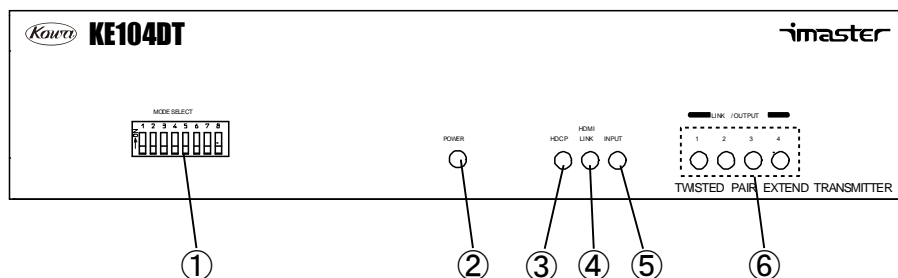 Kowa KE104DT imaster
MODE SELECT
1 2 3 4 5 6 7 8
ON
POWER
HDCP
HDMI
LINK
INPUT
LINK /OUTPUT
1 2 3 4
TWISTED PAIR EXTEND TRANSMITTER
① ② ③ ④ ⑤ ⑥